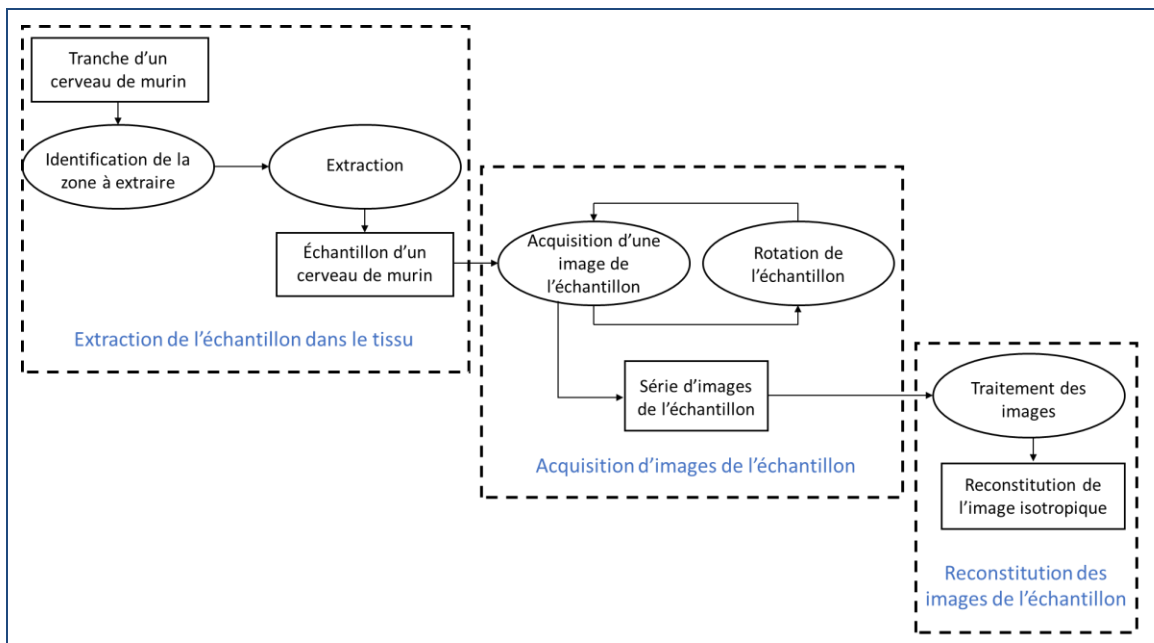 Tranche d'un
cerveau de murin
Identification de la
zone à extraire
Extraction
Échantillon d'un
cerveau de murin
Extraction de l'échantillon dans le tissu
Acquisition d'une
image de
l'échantillon
Rotation de
l'échantillon
Série d'images
de l'échantillon
Acquisition d'images de l'échantillon
Traitement des
images
Reconstitution de
l'image isotropique
Reconstitution des
images de l'échantillon